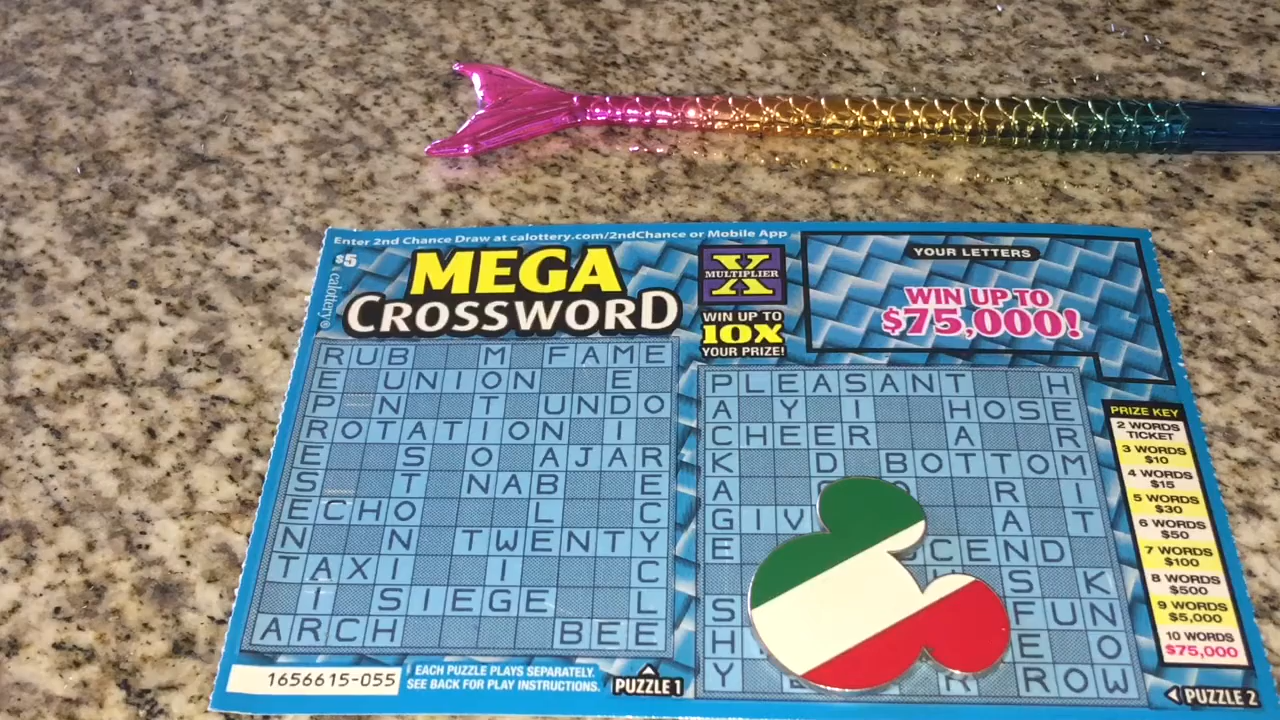 Enter 2nd Chance Draw at calottery.com/2ndChance or Mobile App
$5
calottery®
MEGA
CROSSWORD
X
MULTIPLIER
WIN UP TO
10X
YOUR PRIZE!
YOUR LETTERS
WIN UP TO
$75,000!
RUB M FAME
E UNION E
P N T UNDO
ROTATION I
E S O AJAR
S T NAB E
ECHO L C
N N TWENTY
TAXI I C
I SIEGE L
ARCH BEE
1656615-055
EACH PUZZLE PLAYS SEPARATELY.
SEE BACK FOR PLAY INSTRUCTIONS.
PUZZLE 1
PLEASANT H
A Y I HOSE
CHEER A R
K D BOTTOM
A R I
GIV A T
E CEND
S K
S FUN
H E O
Y R ROW
PRIZE KEY
2 WORDS
TICKET
3 WORDS
$10
4 WORDS
$15
5 WORDS
$30
6 WORDS
$50
7 WORDS
$100
8 WORDS
$500
9 WORDS
$5,000
10 WORDS
$75,000
PUZZLE 2